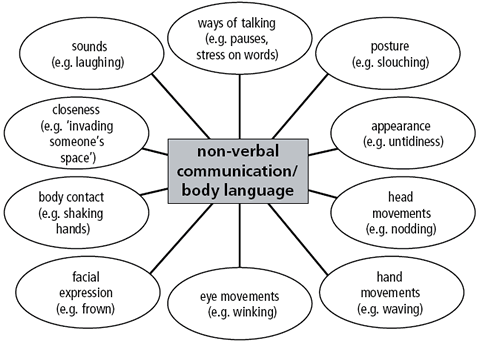 ways of talking
(e.g. pauses,
stress on words)
sounds
(e.g. laughing)
posture
(e.g. slouching)
closeness
(e.g. ‘invading
someone’s
space’)
appearance
(e.g. untidiness)
non-verbal
communication/
body language
body contact
(e.g. shaking
hands)
head
movements
(e.g. nodding)
facial
expression
(e.g. frown)
eye movements
(e.g. winking)
hand
movements
(e.g. waving)